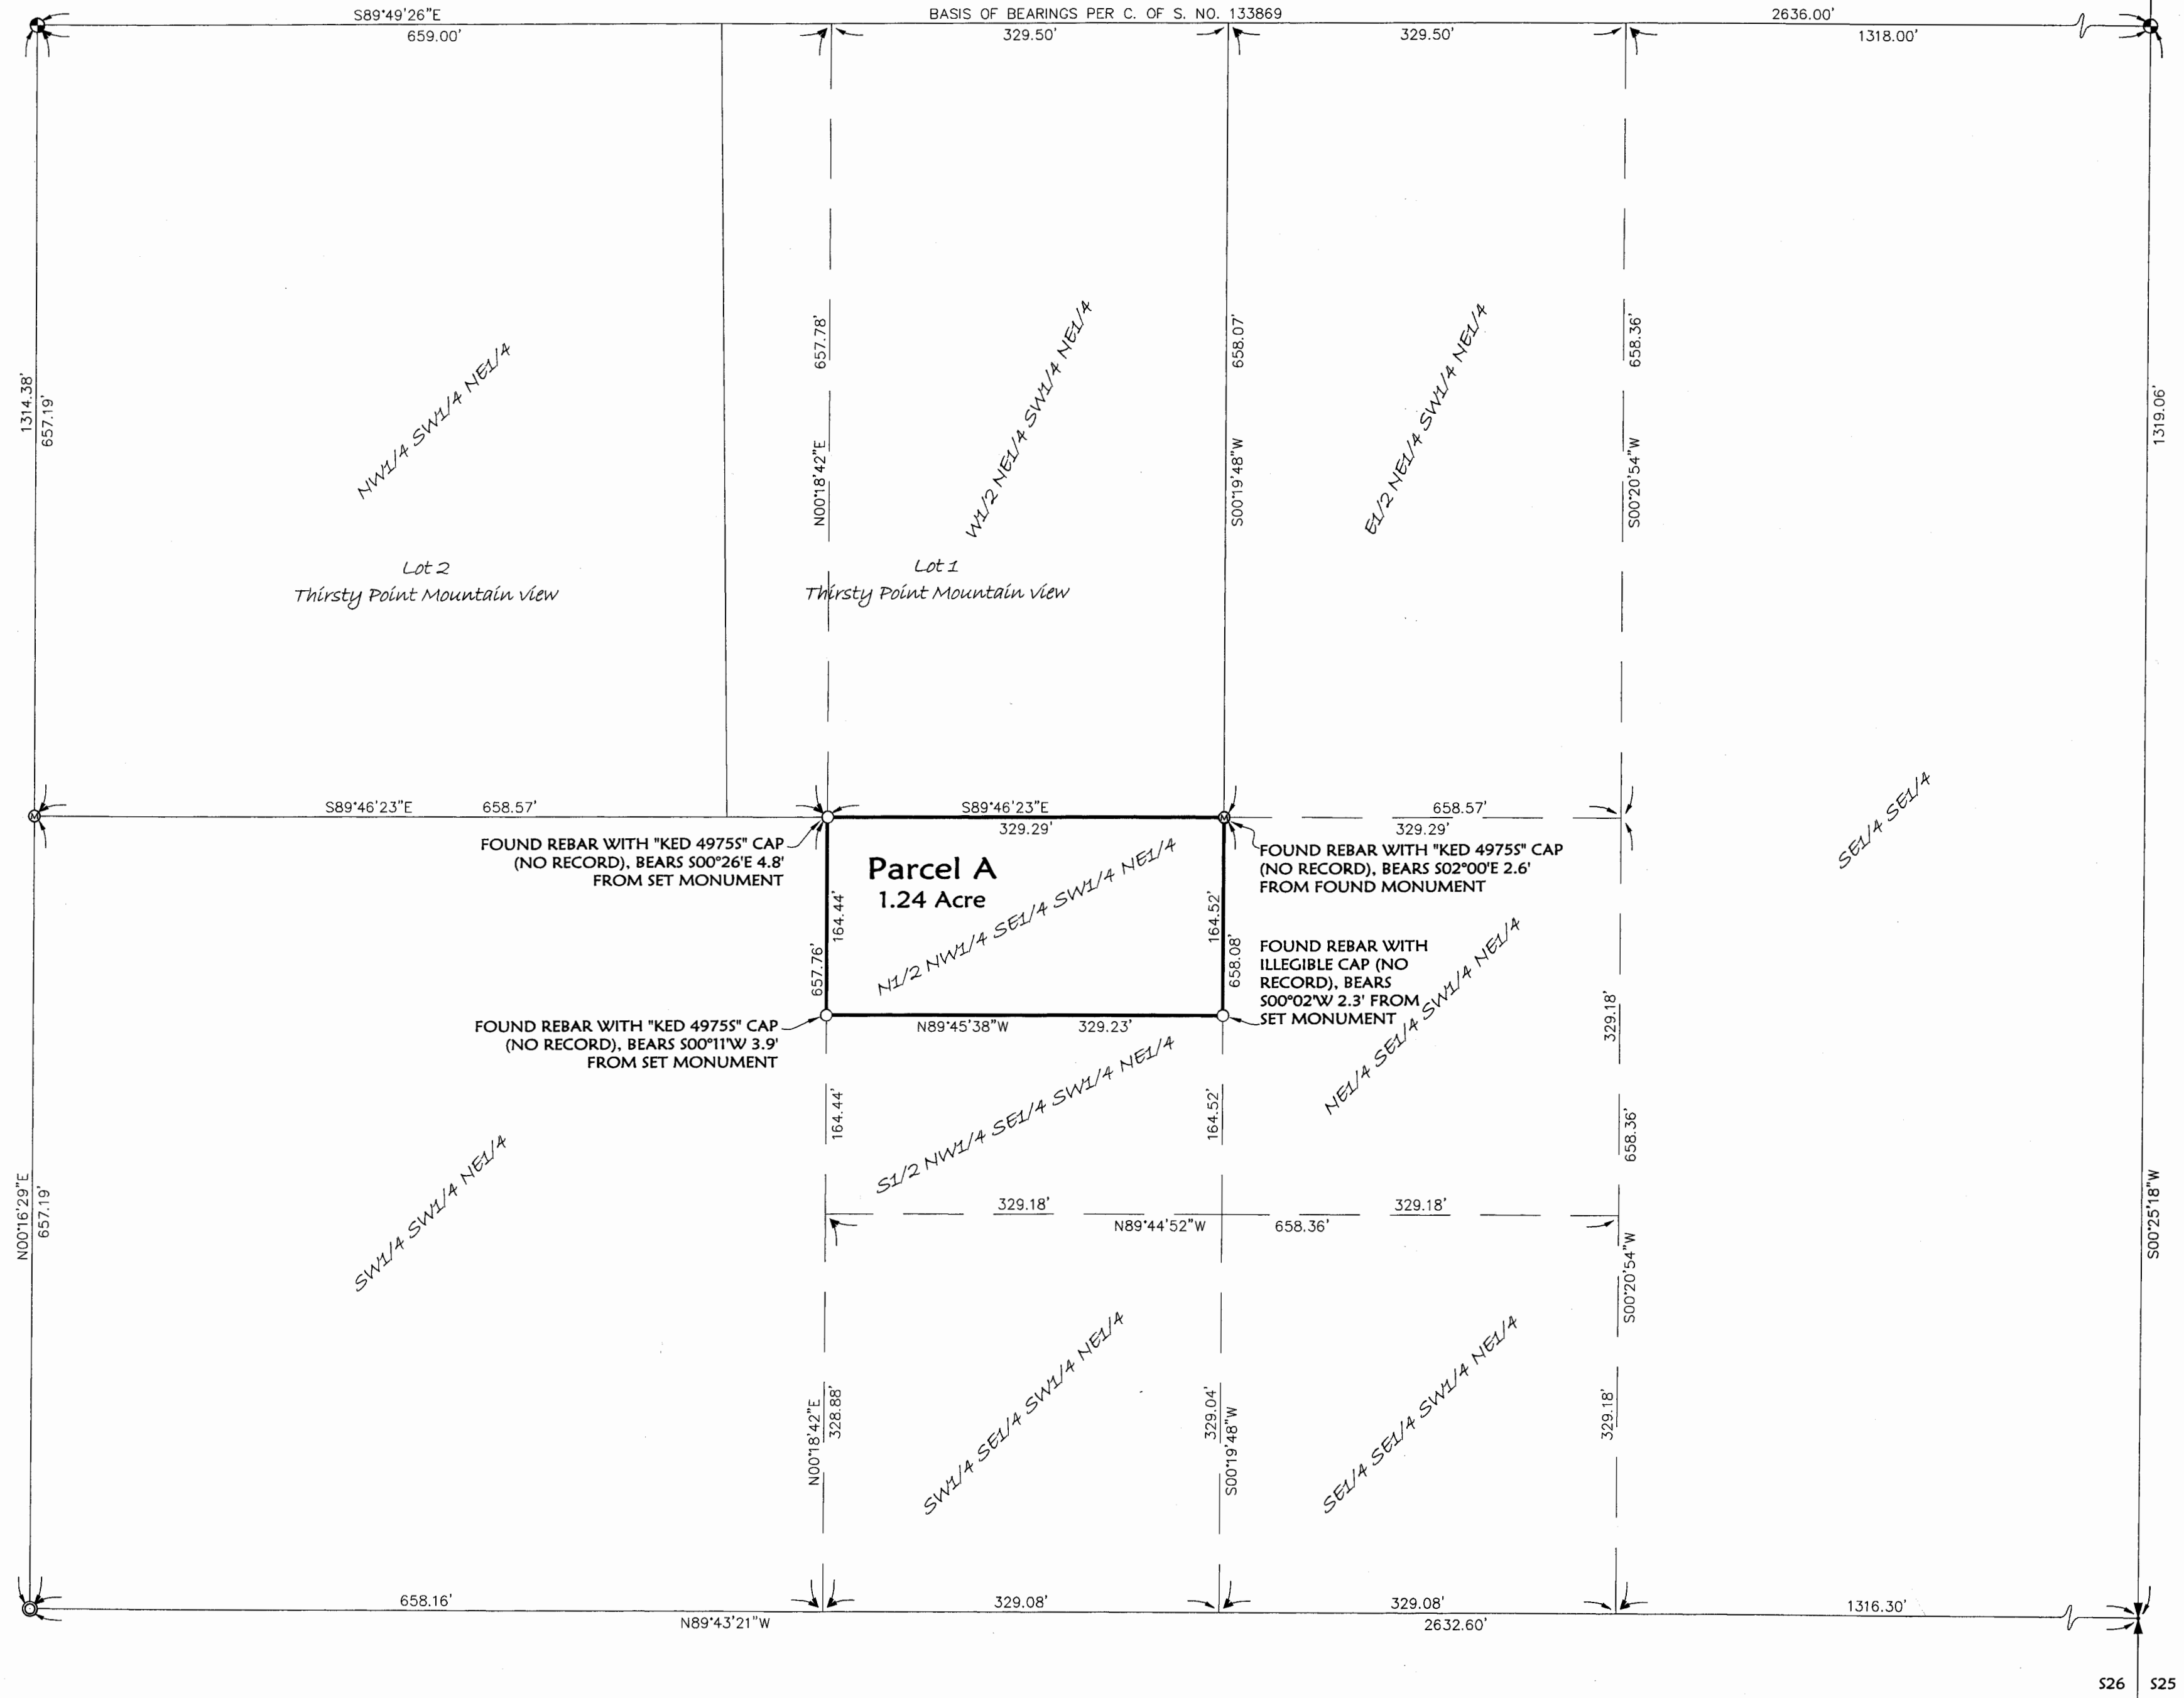 S89°49'26"E
BASIS OF BEARINGS PER C. OF S. NO. 133869
2636.00'
659.00'
329.50'
329.50'
1318.00'
1314.38'
657.19'
NW1/4 SW1/4 NE1/4
657.78'
N00°18'42"E
W1/2 NE1/4 SW1/4 NE1/4
658.07'
S00°19'48"W
E1/2 NE1/4 SW1/4 NE1/4
658.36'
S00°20'54"W
1319.06'
Lot 2
Thirsty Point Mountain View
Lot 1
Thirsty Point Mountain View
S89°46'23"E
658.57'
S89°46'23"E
658.57'
329.29'
329.29'
M
M
FOUND REBAR WITH "KED 4975S" CAP
(NO RECORD), BEARS S00°26'E 4.8'
FROM SET MONUMENT
Parcel A
1.24 Acre
N1/2 NW1/4 SE1/4 SW1/4 NE1/4
164.44'
657.76'
164.52'
658.08'
FOUND REBAR WITH "KED 4975S" CAP
(NO RECORD), BEARS S02°00'E 2.6'
FROM FOUND MONUMENT
SE1/4 SE1/4
FOUND REBAR WITH
ILLEGIBLE CAP (NO
RECORD), BEARS
S00°02'W 2.3' FROM
SET MONUMENT
NE1/4 SE1/4 SW1/4 NE1/4
329.18'
FOUND REBAR WITH "KED 4975S" CAP
(NO RECORD), BEARS S00°11'W 3.9'
FROM SET MONUMENT
N89°45'38"W
329.23'
S1/2 NW1/4 SE1/4 SW1/4 NE1/4
164.44'
164.52'
658.36'
SW1/4 SW1/4 NE1/4
N00°16'29"E
657.19'
329.18'
329.18'
N89°44'52"W
658.36'
S00°20'54"W
S00°25'18"W
N00°18'42"E
328.88'
SW1/4 SE1/4 SW1/4 NE1/4
329.04'
S00°19'48"W
SE1/4 SE1/4 SW1/4 NE1/4
329.18'
658.16'
329.08'
329.08'
1316.30'
N89°43'21"W
2632.60'
S26
S25